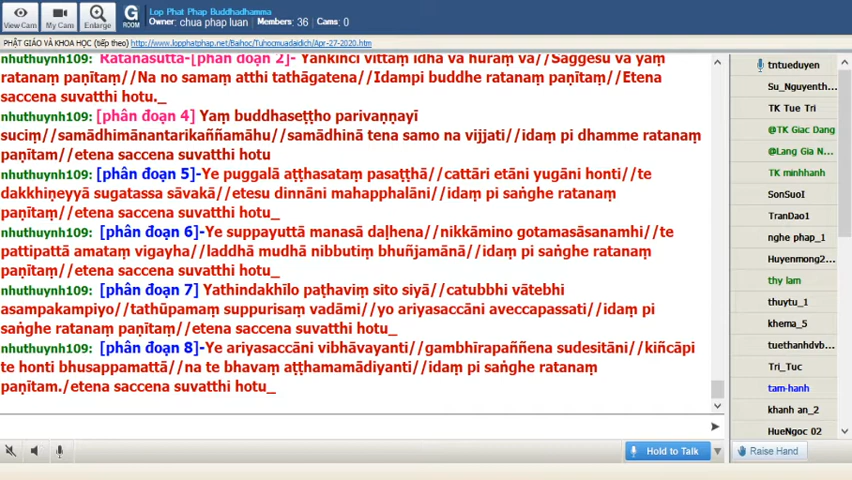 Lop Phat Phap Buddhadhamma
Owner: chua phap luan    Members: 36    Cams: 0
View Cam    My Cam    Enlarge    G ROOM
PHẬT GIÁO VÀ KHOA HỌC (tiếp theo) http://www.lopphatphap.net/Baihoc/Tuhocmuadaidich/Apr-27-2020.htm
nhuthuynh109: Ratanasutta-[phân đoạn 2]- Yaṅkiñci vittaṃ idha vā huraṃ vā//Saggesu vā yaṃ
ratanaṃ paṇītaṃ//Na no samaṃ atthi tathāgatena//Idampi buddhe ratanaṃ paṇītaṃ//Etena
saccena suvatthi hotu._
nhuthuynh109: [phân đoạn 4] Yaṃ buddhaseṭṭho parivaṇṇayī
suciṃ//samādhimānantarikaññamāhu//samādhinā tena samo na vijjati//idaṃ pi dhamme ratanaṃ
paṇītam//etena saccena suvatthi hotu
nhuthuynh109: [phân đoạn 5]-Ye puggalā aṭṭhasataṃ pasaṭṭhā//cattāri etāni yugāni honti//te
dakkhiṇeyyā sugatassa sāvakā//etesu dinnāni mahapphalāni//idaṃ pi saṅghe ratanaṃ
paṇītaṃ//etena saccena suvatthi hotu_
nhuthuynh109: [phân đoạn 6]-Ye suppayuttā manasā daḷhena//nikkāmino gotamasāsanamhi//te
pattipattā amataṃ vigayha//laddhā mudhā nibbutiṃ bhuñjamānā//idaṃ pi saṅghe ratanaṃ
paṇītaṃ//etena saccena suvatthi hotu_
nhuthuynh109: [phân đoạn 7] Yathindakhīlo paṭhaviṃ sito siyā//catubbhi vātebhi
asampakampiyo//tathūpamaṃ suppurisaṃ vadāmi//yo ariyasaccāni aveccapassati//idaṃ pi
saṅghe ratanaṃ paṇītaṃ//etena saccena suvatthi hotu_
nhuthuynh109: [phân đoạn 8]-Ye ariyasaccāni vibhāvayanti//gambhīrapaññena sudesitāni//kiñcāpi
te honti bhusappamattā//na te bhavaṃ aṭṭhamamādiyanti//idaṃ pi saṅghe ratanaṃ
paṇītam./etena saccena suvatthi hotu_
tntueduyen
Su_Nguyenth...
TK Tue Tri
@TK Giac Dang
@Lang Gia N...
TK minhhanh
SonSuoI
TranDao1
nghe phap_1
Huyenmong2...
thy lam
thuytu_1
khema_5
tuethanhdvb...
Tri_Tuc
tam-hanh
khánh an_2
HueNgoc 02
Hold to Talk    Raise Hand